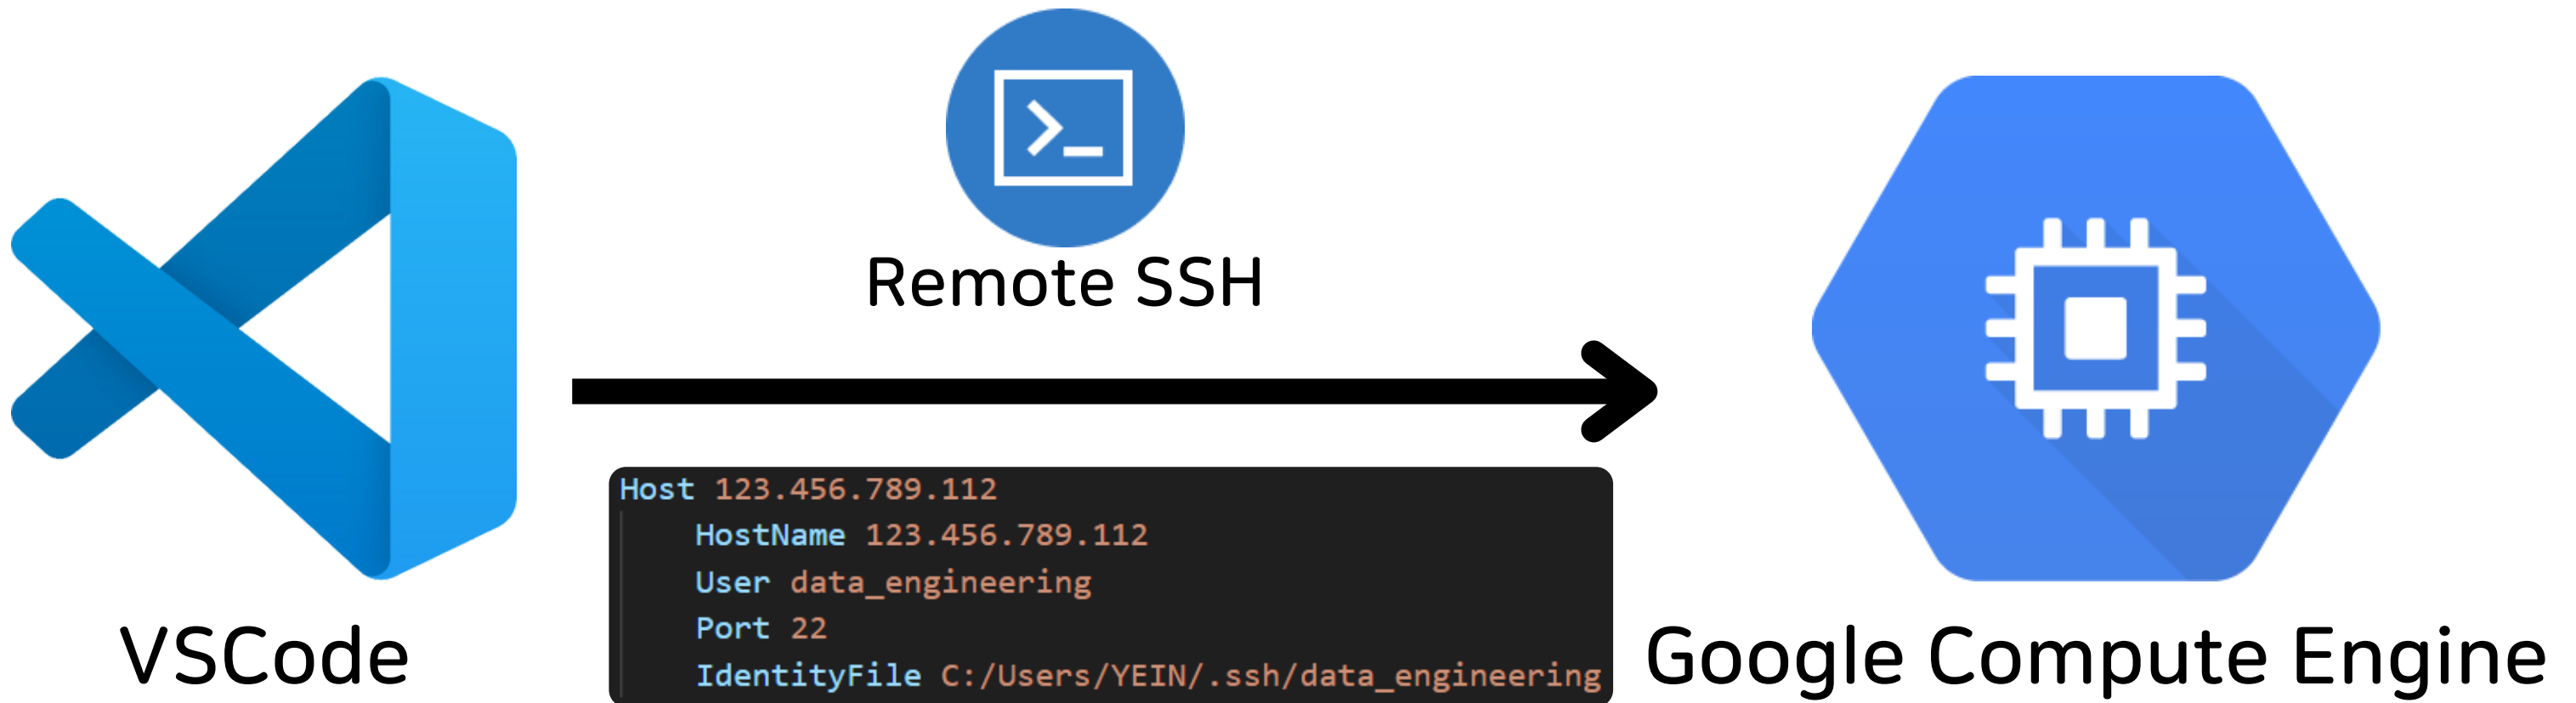 Remote SSH
Host 123.456.789.112
HostName 123.456.789.112
User data_engineering
Port 22
IdentityFile C:/Users/YEIN/.ssh/data_engineering
VSCode
Google Compute Engine